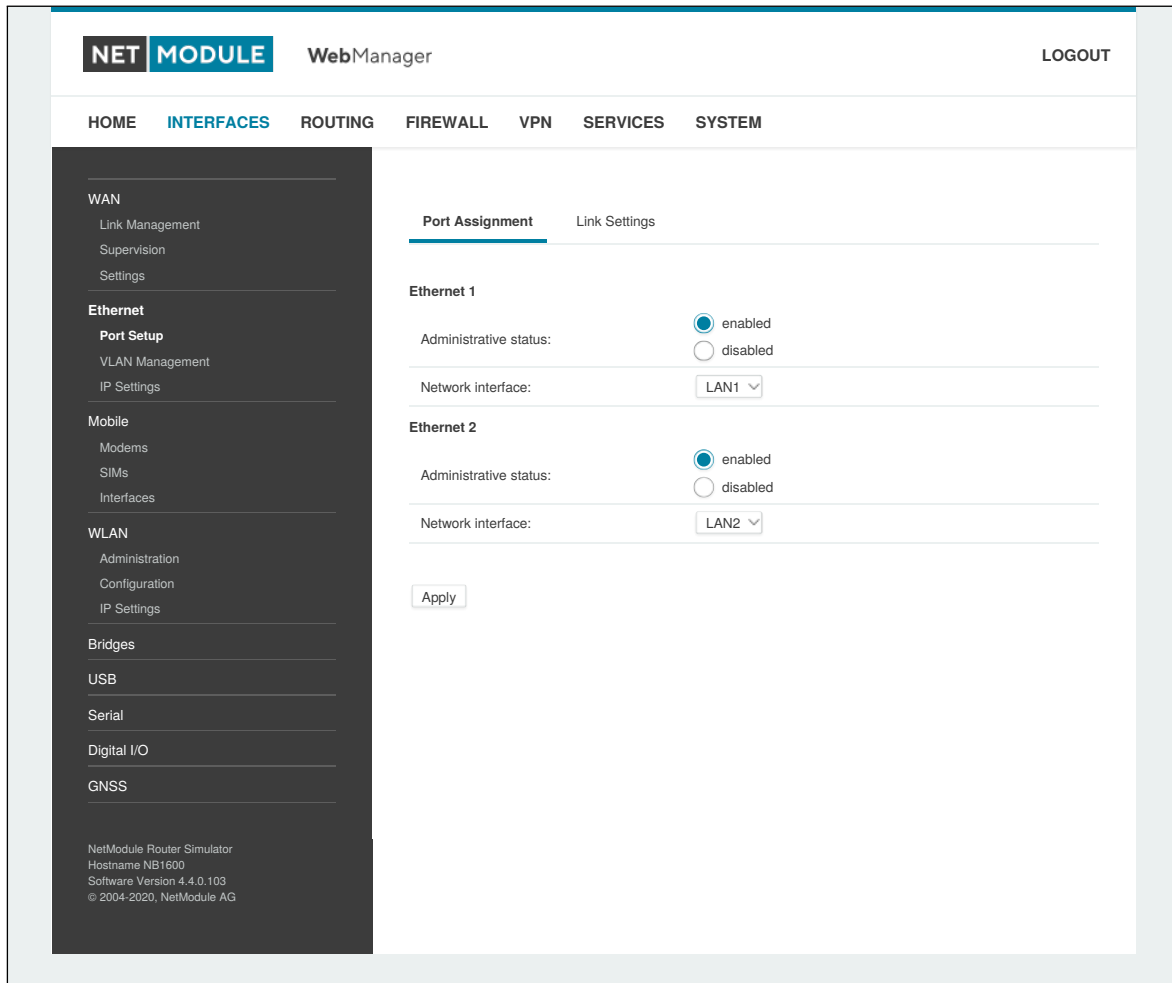 NET MODULE WebManager LOGOUT
HOME INTERFACES ROUTING FIREWALL VPN SERVICES SYSTEM
WAN
Link Management
Supervision
Settings
Ethernet
Port Setup
VLAN Management
IP Settings
Mobile
Modems
SIMs
Interfaces
WLAN
Administration
Configuration
IP Settings
Bridges
USB
Serial
Digital I/O
GNSS
NetModule Router Simulator
Hostname NB1600
Software Version 4.4.0.103
© 2004-2020, NetModule AG
Port Assignment Link Settings
Ethernet 1
Administrative status:
enabled
disabled
Network interface: LAN1
Ethernet 2
Administrative status:
enabled
disabled
Network interface: LAN2
Apply